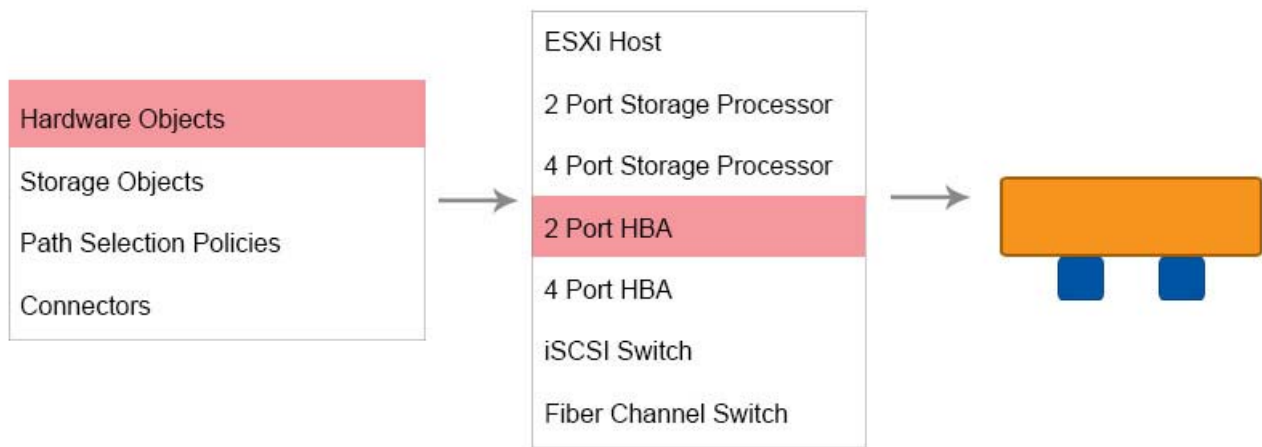 Hardware Objects
Storage Objects
Path Selection Policies
Connectors
ESXi Host
2 Port Storage Processor
4 Port Storage Processor
2 Port HBA
4 Port HBA
iSCSI Switch
Fiber Channel Switch